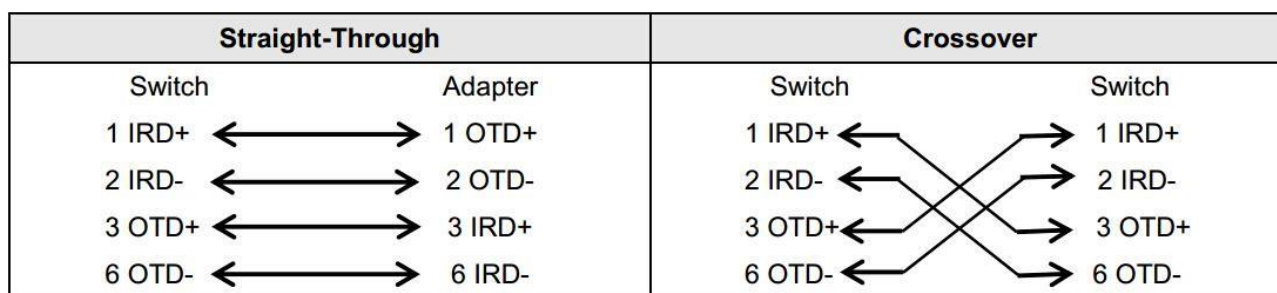 Straight-Through Crossover
Switch Adapter Switch Switch
1 IRD+ 1 OTD+ 1 IRD+ 1 IRD+
2 IRD- 2 OTD- 2 IRD- 2 IRD-
3 OTD+ 3 IRD+ 3 OTD+ 3 OTD+
6 OTD- 6 IRD- 6 OTD- 6 OTD-